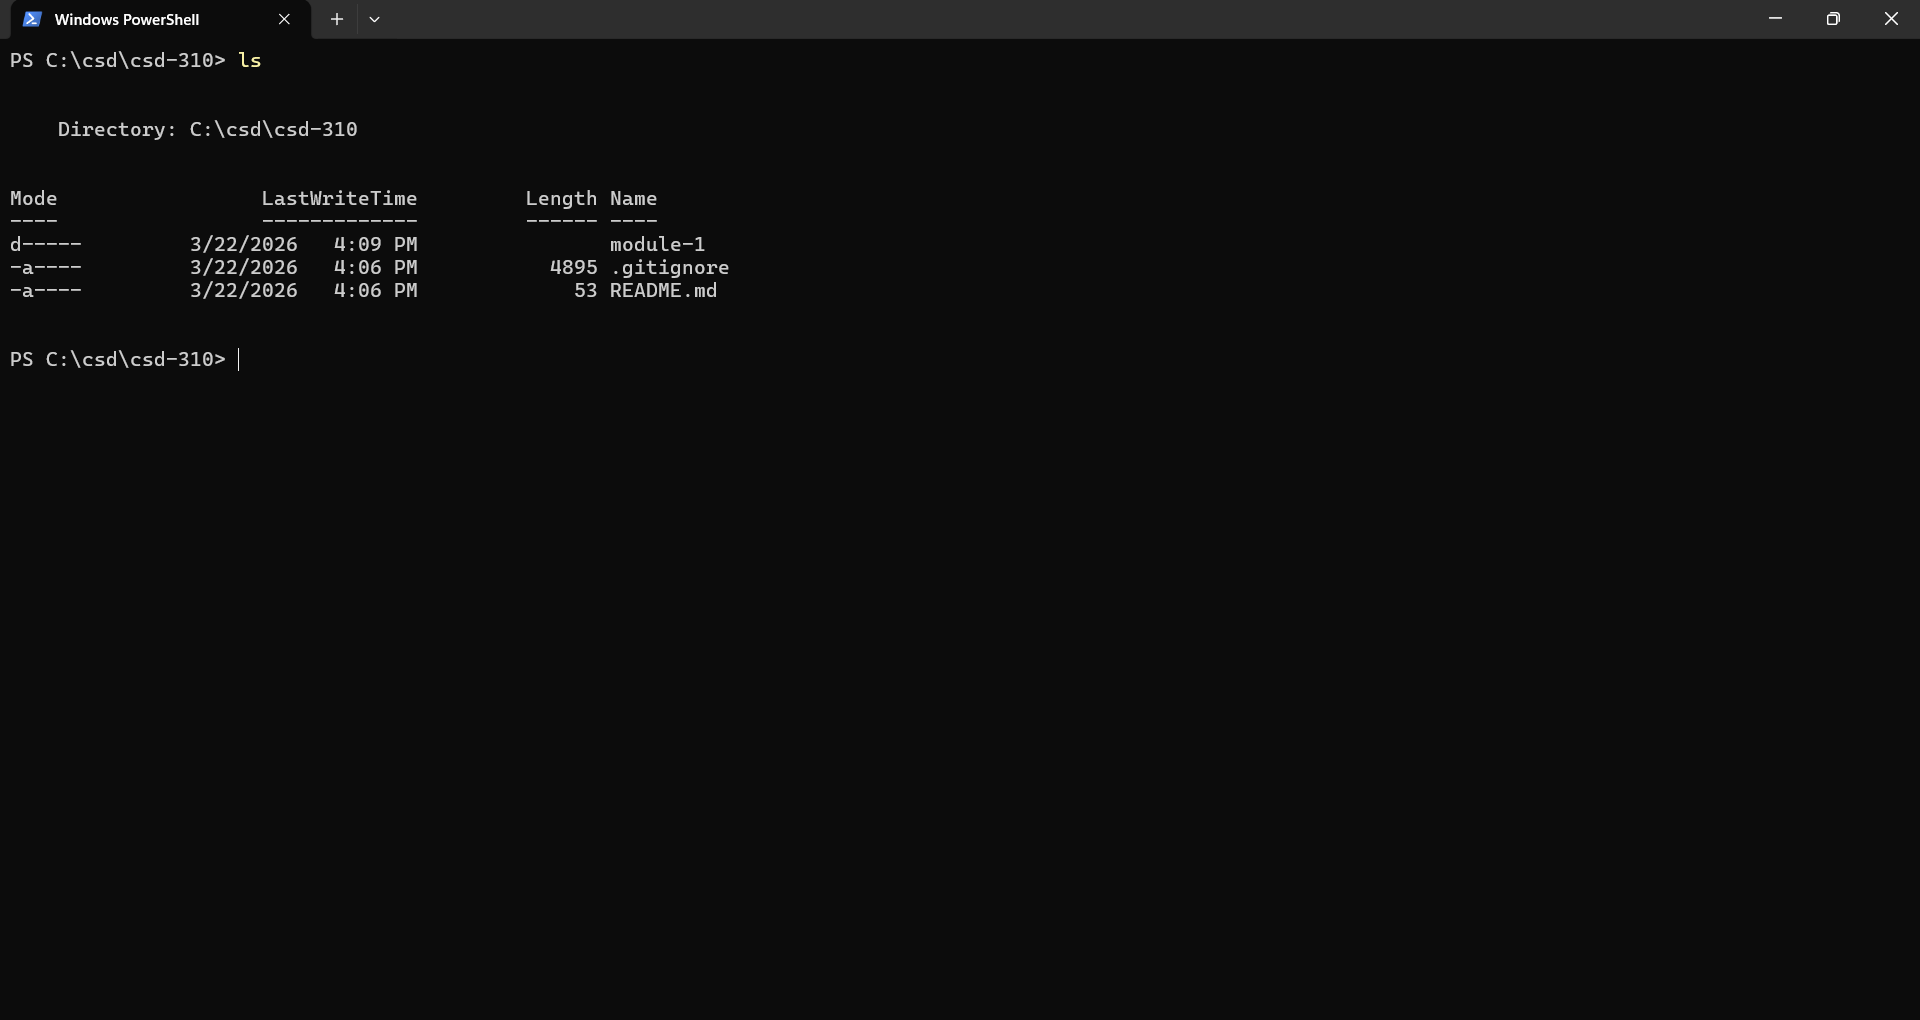 Windows PowerShell
PS C:\csd\csd-310> ls
Directory: C:\csd\csd-310
Mode                 LastWriteTime         Length Name
----                 -------------         ------ ----
d-----         3/22/2026   4:09 PM                module-1
-a----         3/22/2026   4:06 PM           4895 .gitignore
-a----         3/22/2026   4:06 PM             53 README.md
PS C:\csd\csd-310>